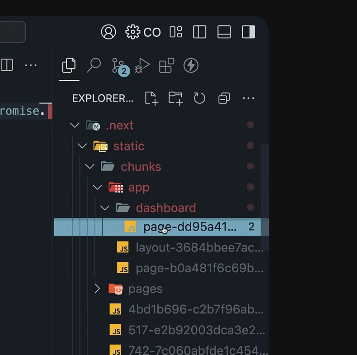 CO
2
romise.
EXPLORER...
.next
static
chunks
app
dashboard
page-dd95a41... 2
layout-3684bbee7ac...
page-b0a481f6c69b...
pages
4bd1b696-c2b7f96ab...
517-e2b92003dca3e2...
742-7c060abfde1c454...